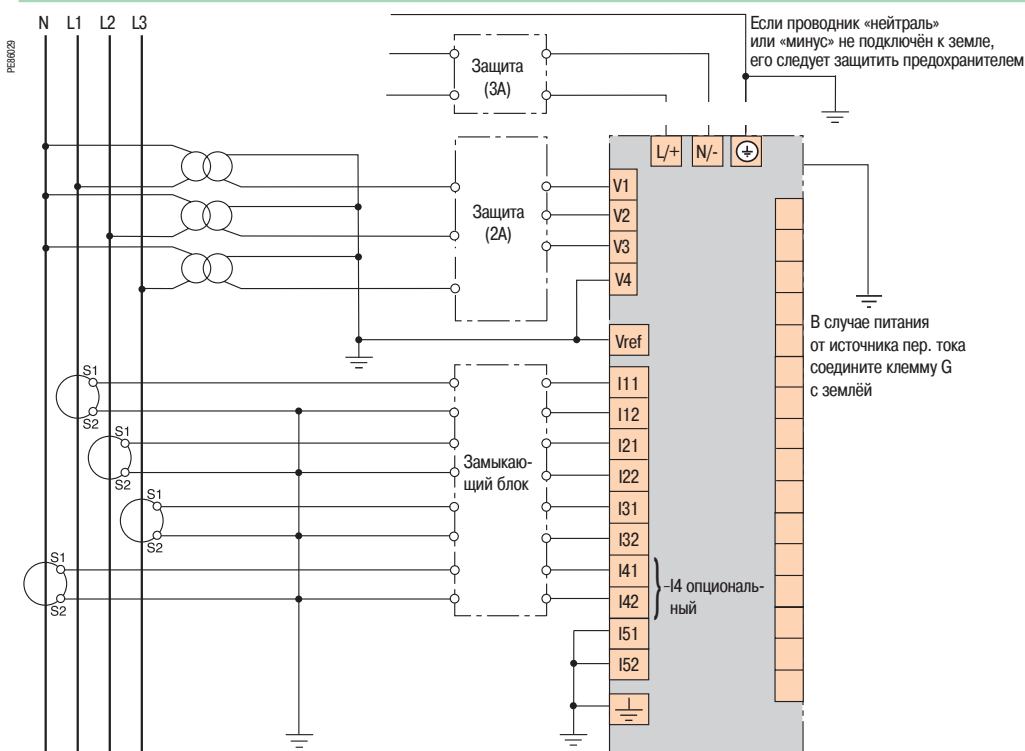 N L1 L2 L3
PE86029
Если проводник «нейтраль»
или «минус» не подключён к земле,
его следует защитить предохранителем
Защита
(3А)
L/+ N/-
Защита
(2А)
V1
V2
V3
V4
Vref
В случае питания
от источника пер. тока
соедините клемму G
с землёй
S1
S2
S1
S2
S1
S2
S1
S2
Замыкаю-
щий блок
I11
I12
I21
I22
I31
I32
I41
I42
I51
I52
–I4 опциональ-
ный